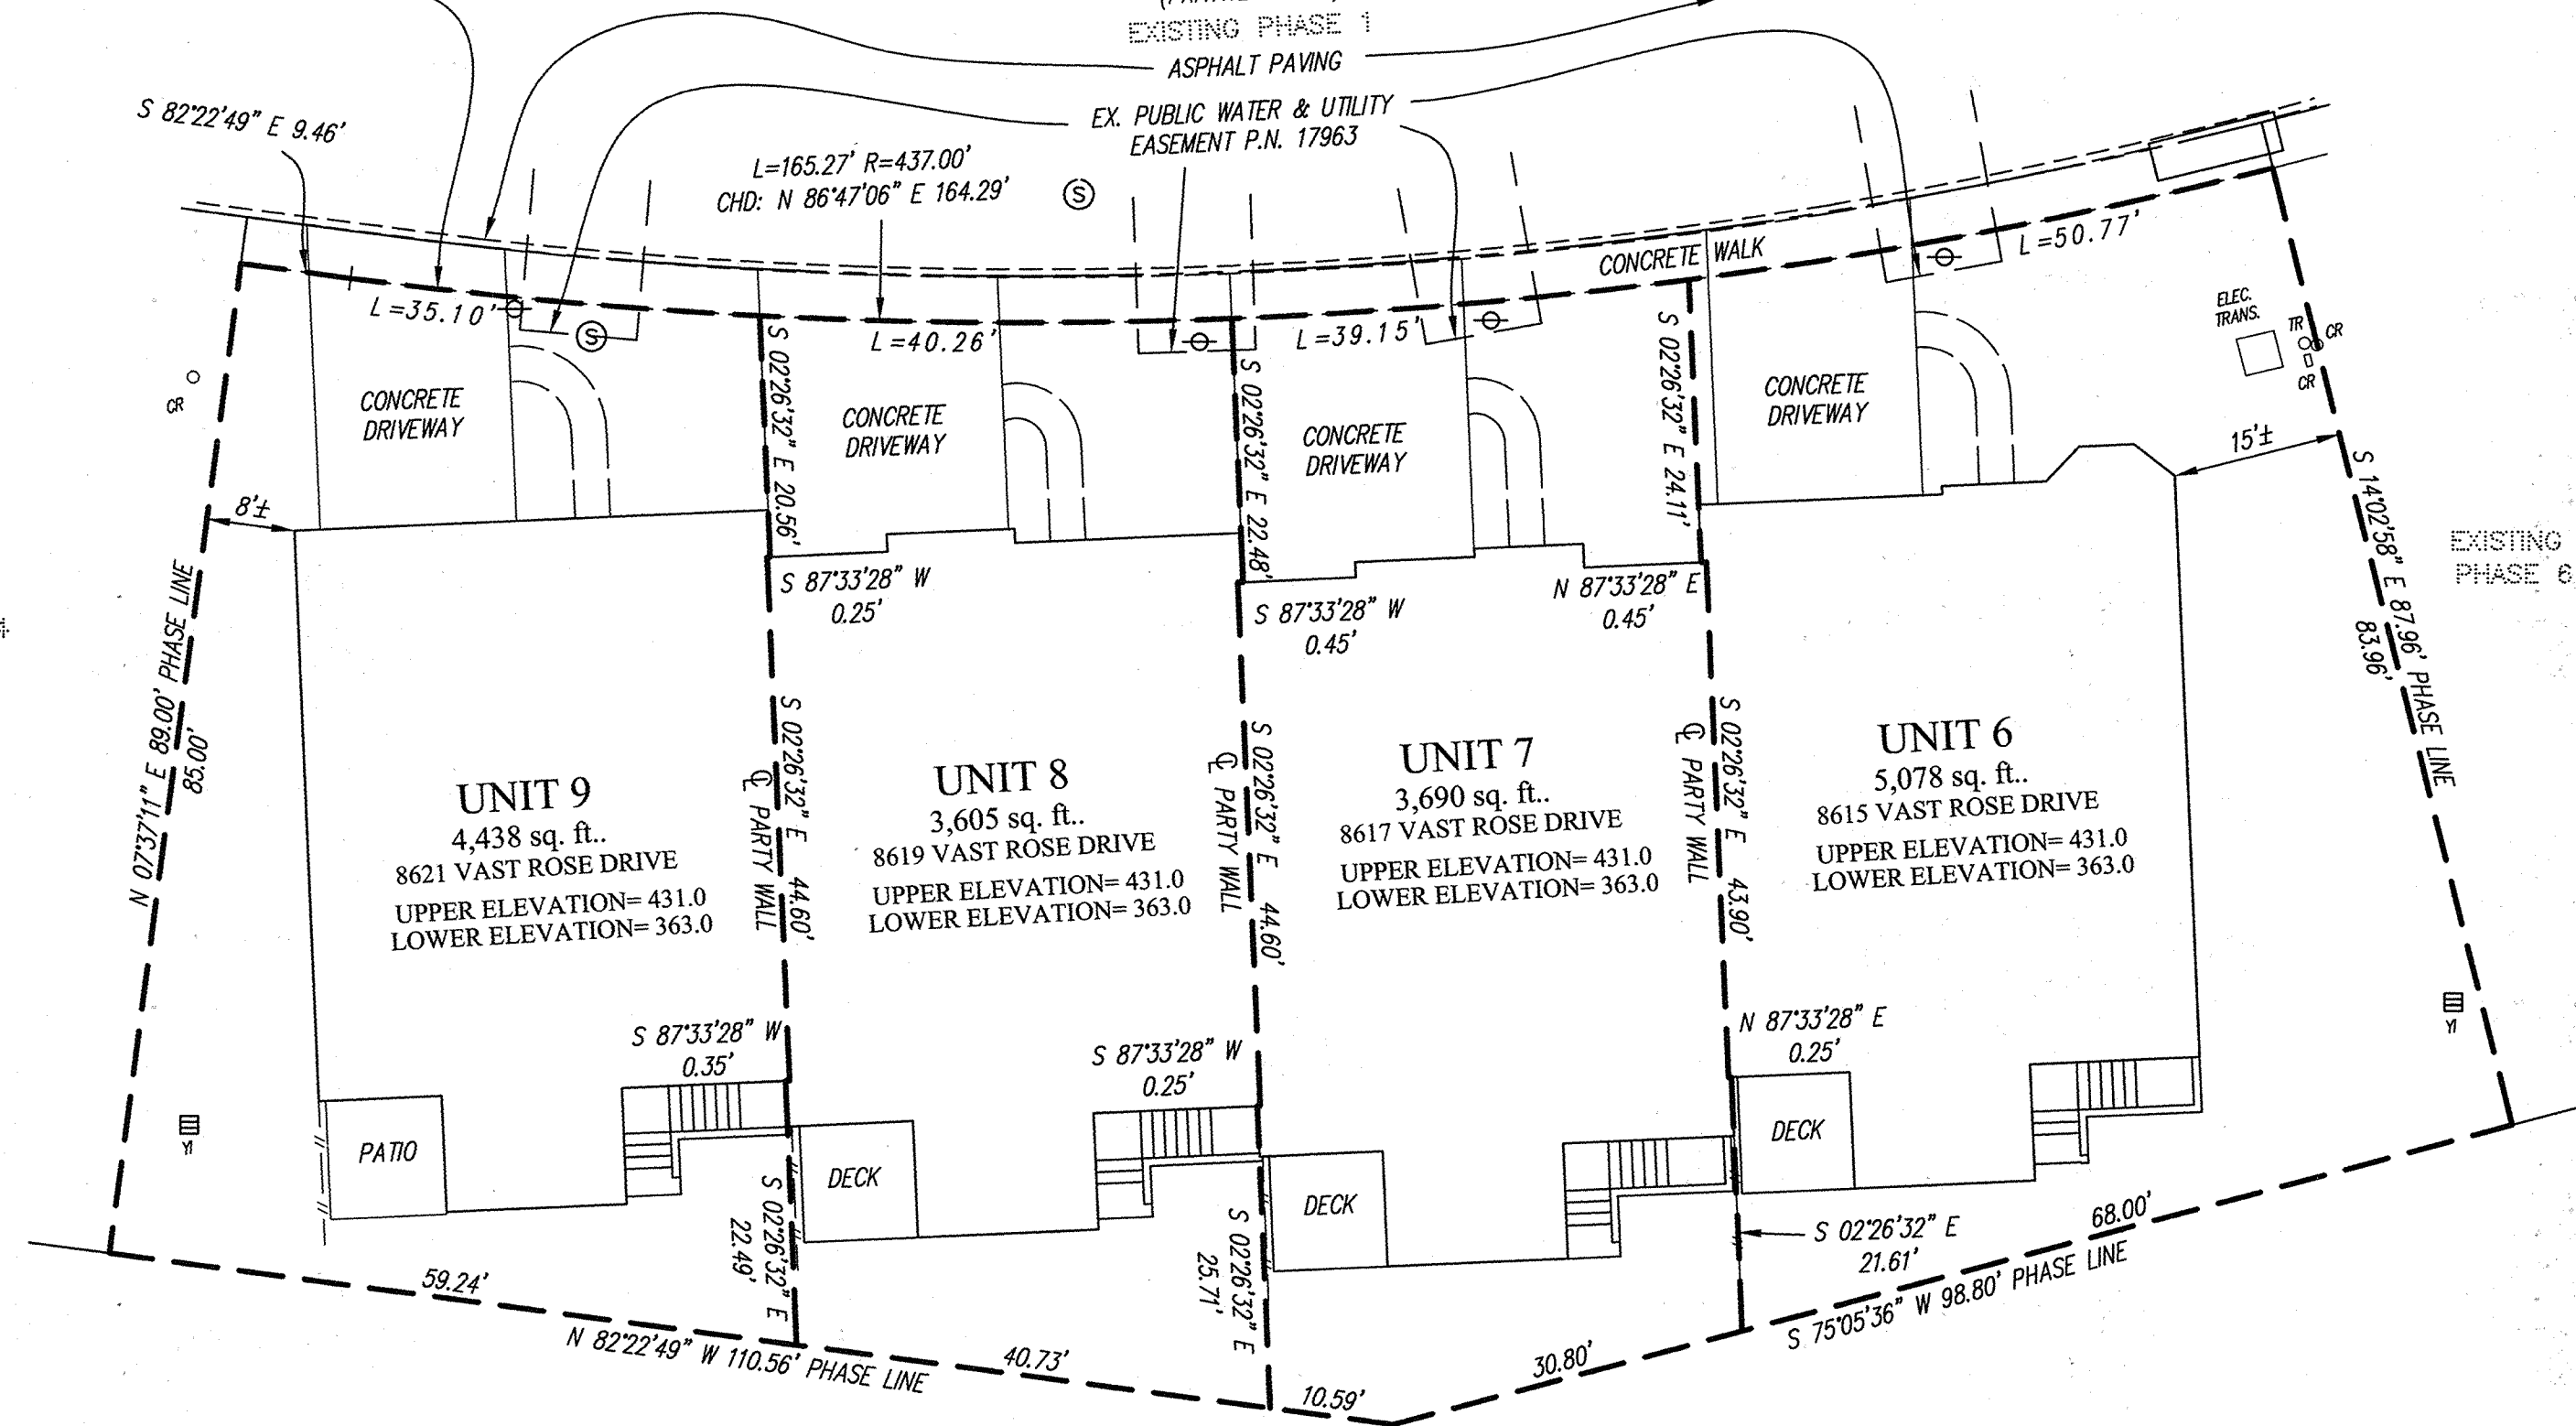 EXISTING PHASE 1
ASPHALT PAVING
EX. PUBLIC WATER & UTILITY
EASEMENT P.N. 17963
S 82°22'49" E 9.46'
L=165.27' R=437.00'
CHD: N 86°47'06" E 164.29'
S
CONCRETE WALK
L=35.10'
S
L=40.26'
L=39.15'
L=50.77'
ELEC.
TRANS.
TR
CR
CR
CR
CONCRETE
DRIVEWAY
S 02°26'32" E 20.56'
CONCRETE
DRIVEWAY
S 02°26'32" E 22.48'
CONCRETE
DRIVEWAY
S 02°26'32" E 24.11'
CONCRETE
DRIVEWAY
8'±
15'±
S 14°02'58" E 87.96' PHASE LINE
83.96'
EXISTING
PHASE 6
N 07°37'11" E 89.00' PHASE LINE
85.00'
S 87°33'28" W
0.25'
S 87°33'28" W
0.45'
N 87°33'28" E
0.45'
UNIT 9
4,438 sq. ft..
8621 VAST ROSE DRIVE
UPPER ELEVATION= 431.0
LOWER ELEVATION= 363.0
S 02°26'32" E 44.60'
℄ PARTY WALL
UNIT 8
3,605 sq. ft..
8619 VAST ROSE DRIVE
UPPER ELEVATION= 431.0
LOWER ELEVATION= 363.0
S 02°26'32" E 44.60'
℄ PARTY WALL
UNIT 7
3,690 sq. ft..
8617 VAST ROSE DRIVE
UPPER ELEVATION= 431.0
LOWER ELEVATION= 363.0
S 02°26'32" E 43.90'
℄ PARTY WALL
UNIT 6
5,078 sq. ft..
8615 VAST ROSE DRIVE
UPPER ELEVATION= 431.0
LOWER ELEVATION= 363.0
S 87°33'28" W
0.35'
S 87°33'28" W
0.25'
N 87°33'28" E
0.25'
YI
YI
PATIO
DECK
DECK
DECK
S 02°26'32" E
22.49'
S 02°26'32" E
25.71'
S 02°26'32" E
21.61'
59.24'
N 82°22'49" W 110.56' PHASE LINE
40.73'
10.59'
30.80'
68.00'
S 75°05'36" W 98.80' PHASE LINE